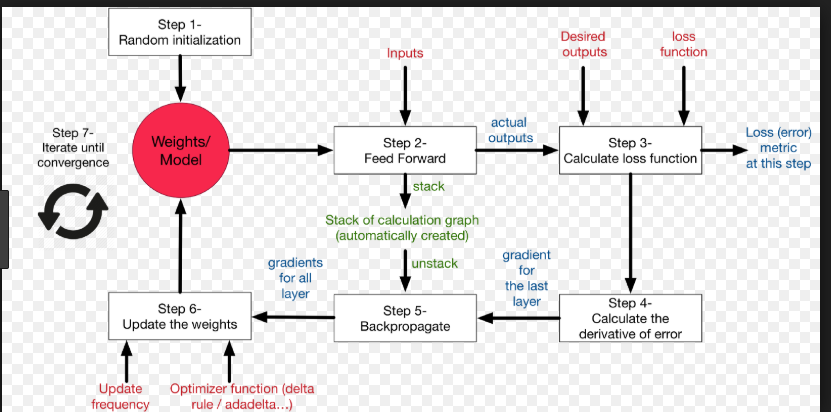 Step 1-
Random initialization
Inputs
Desired
outputs
loss
function
Step 7-
Iterate until
convergence
Weights/
Model
Step 2-
Feed Forward
actual
outputs
Step 3-
Calculate loss function
Loss (error)
metric
at this step
stack
Stack of calculation graph
(automatically created)
unstack
gradients
for all
layer
gradient
for
the last
layer
Step 6-
Update the weights
Step 5-
Backpropagate
Step 4-
Calculate the
derivative of error
Update
frequency
Optimizer function (delta
rule / adadelta...)